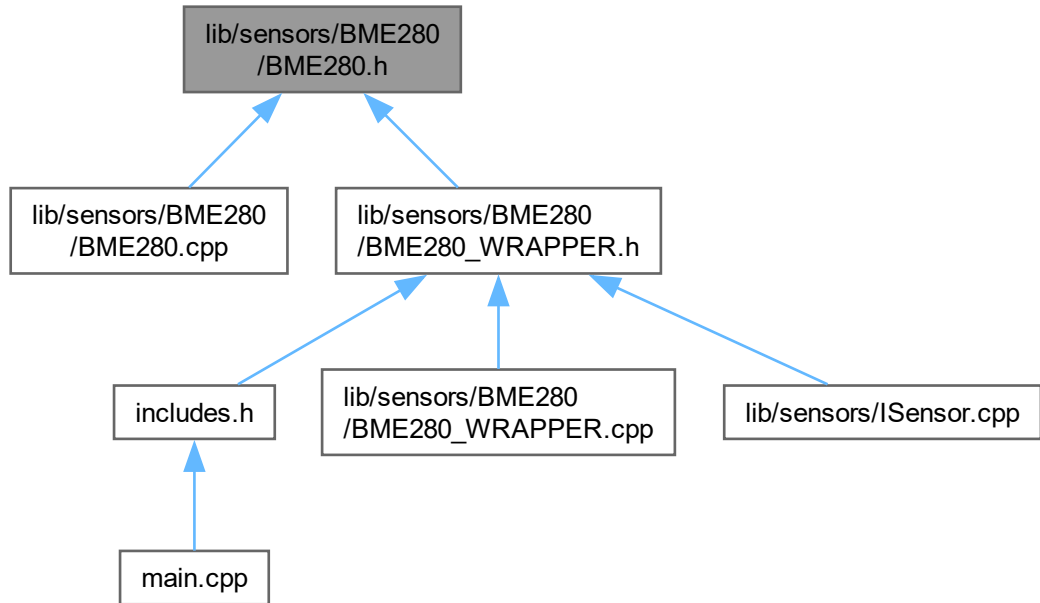 lib/sensors/BME280
/BME280.h
lib/sensors/BME280
/BME280.cpp
lib/sensors/BME280
/BME280_WRAPPER.h
includes.h
lib/sensors/BME280
/BME280_WRAPPER.cpp
lib/sensors/ISensor.cpp
main.cpp